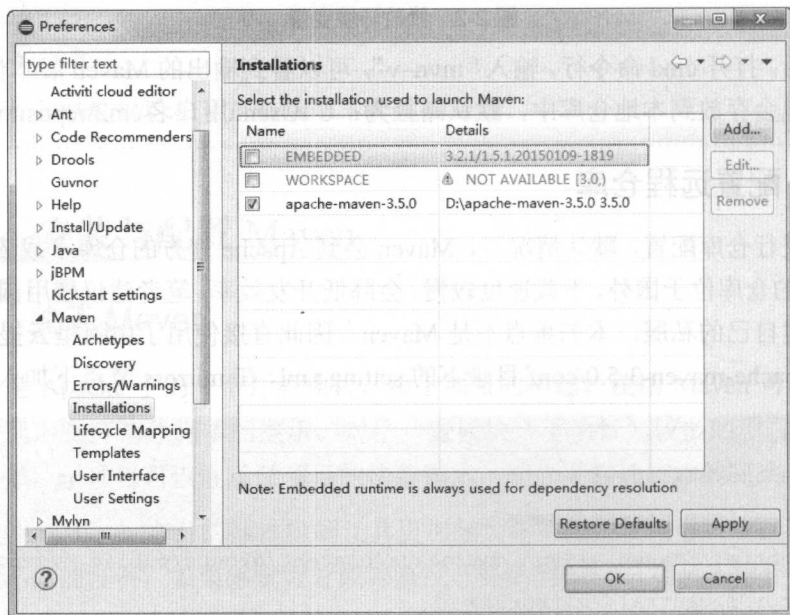 Preferences
type filter text
Installations
Activiti cloud editor
Ant
Code Recommenders
Drools
Guvnor
Help
Install/Update
Java
jBPM
Kickstart settings
Maven
Archetypes
Discovery
Errors/Warnings
Installations
Lifecycle Mapping
Templates
User Interface
User Settings
Mylyn
Select the installation used to launch Maven:
Name Details
EMBEDDED 3.2.1/1.5.1.20150109-1819
WORKSPACE NOT AVAILABLE [3.0,)
apache-maven-3.5.0 D:\apache-maven-3.5.0 3.5.0
Add...
Edit...
Remove
Note: Embedded runtime is always used for dependency resolution
Restore Defaults Apply
OK Cancel